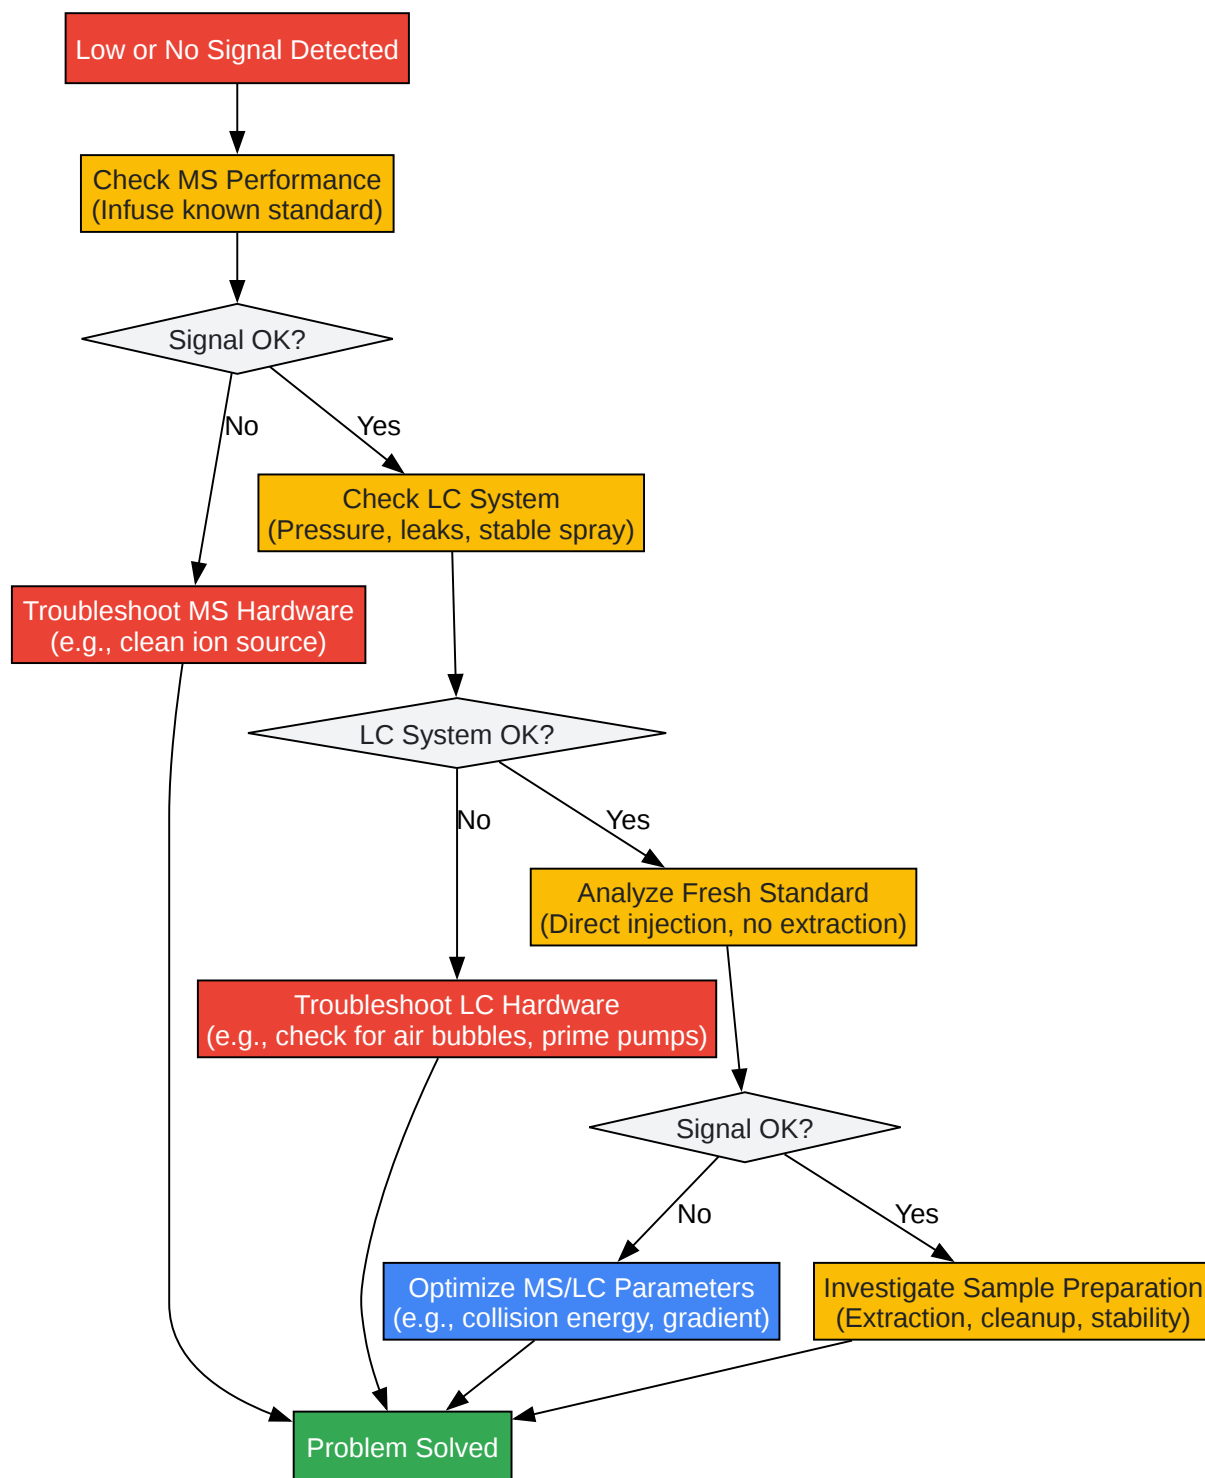 Low or No Signal Detected
Check MS Performance
(Infuse known standard)
Signal OK?
No
Yes
Check LC System
(Pressure, leaks, stable spray)
Troubleshoot MS Hardware
(e.g., clean ion source)
LC System OK?
No
Yes
Analyze Fresh Standard
(Direct injection, no extraction)
Troubleshoot LC Hardware
(e.g., check for air bubbles, prime pumps)
Signal OK?
No
Yes
Optimize MS/LC Parameters
(e.g., collision energy, gradient)
Investigate Sample Preparation
(Extraction, cleanup, stability)
Problem Solved